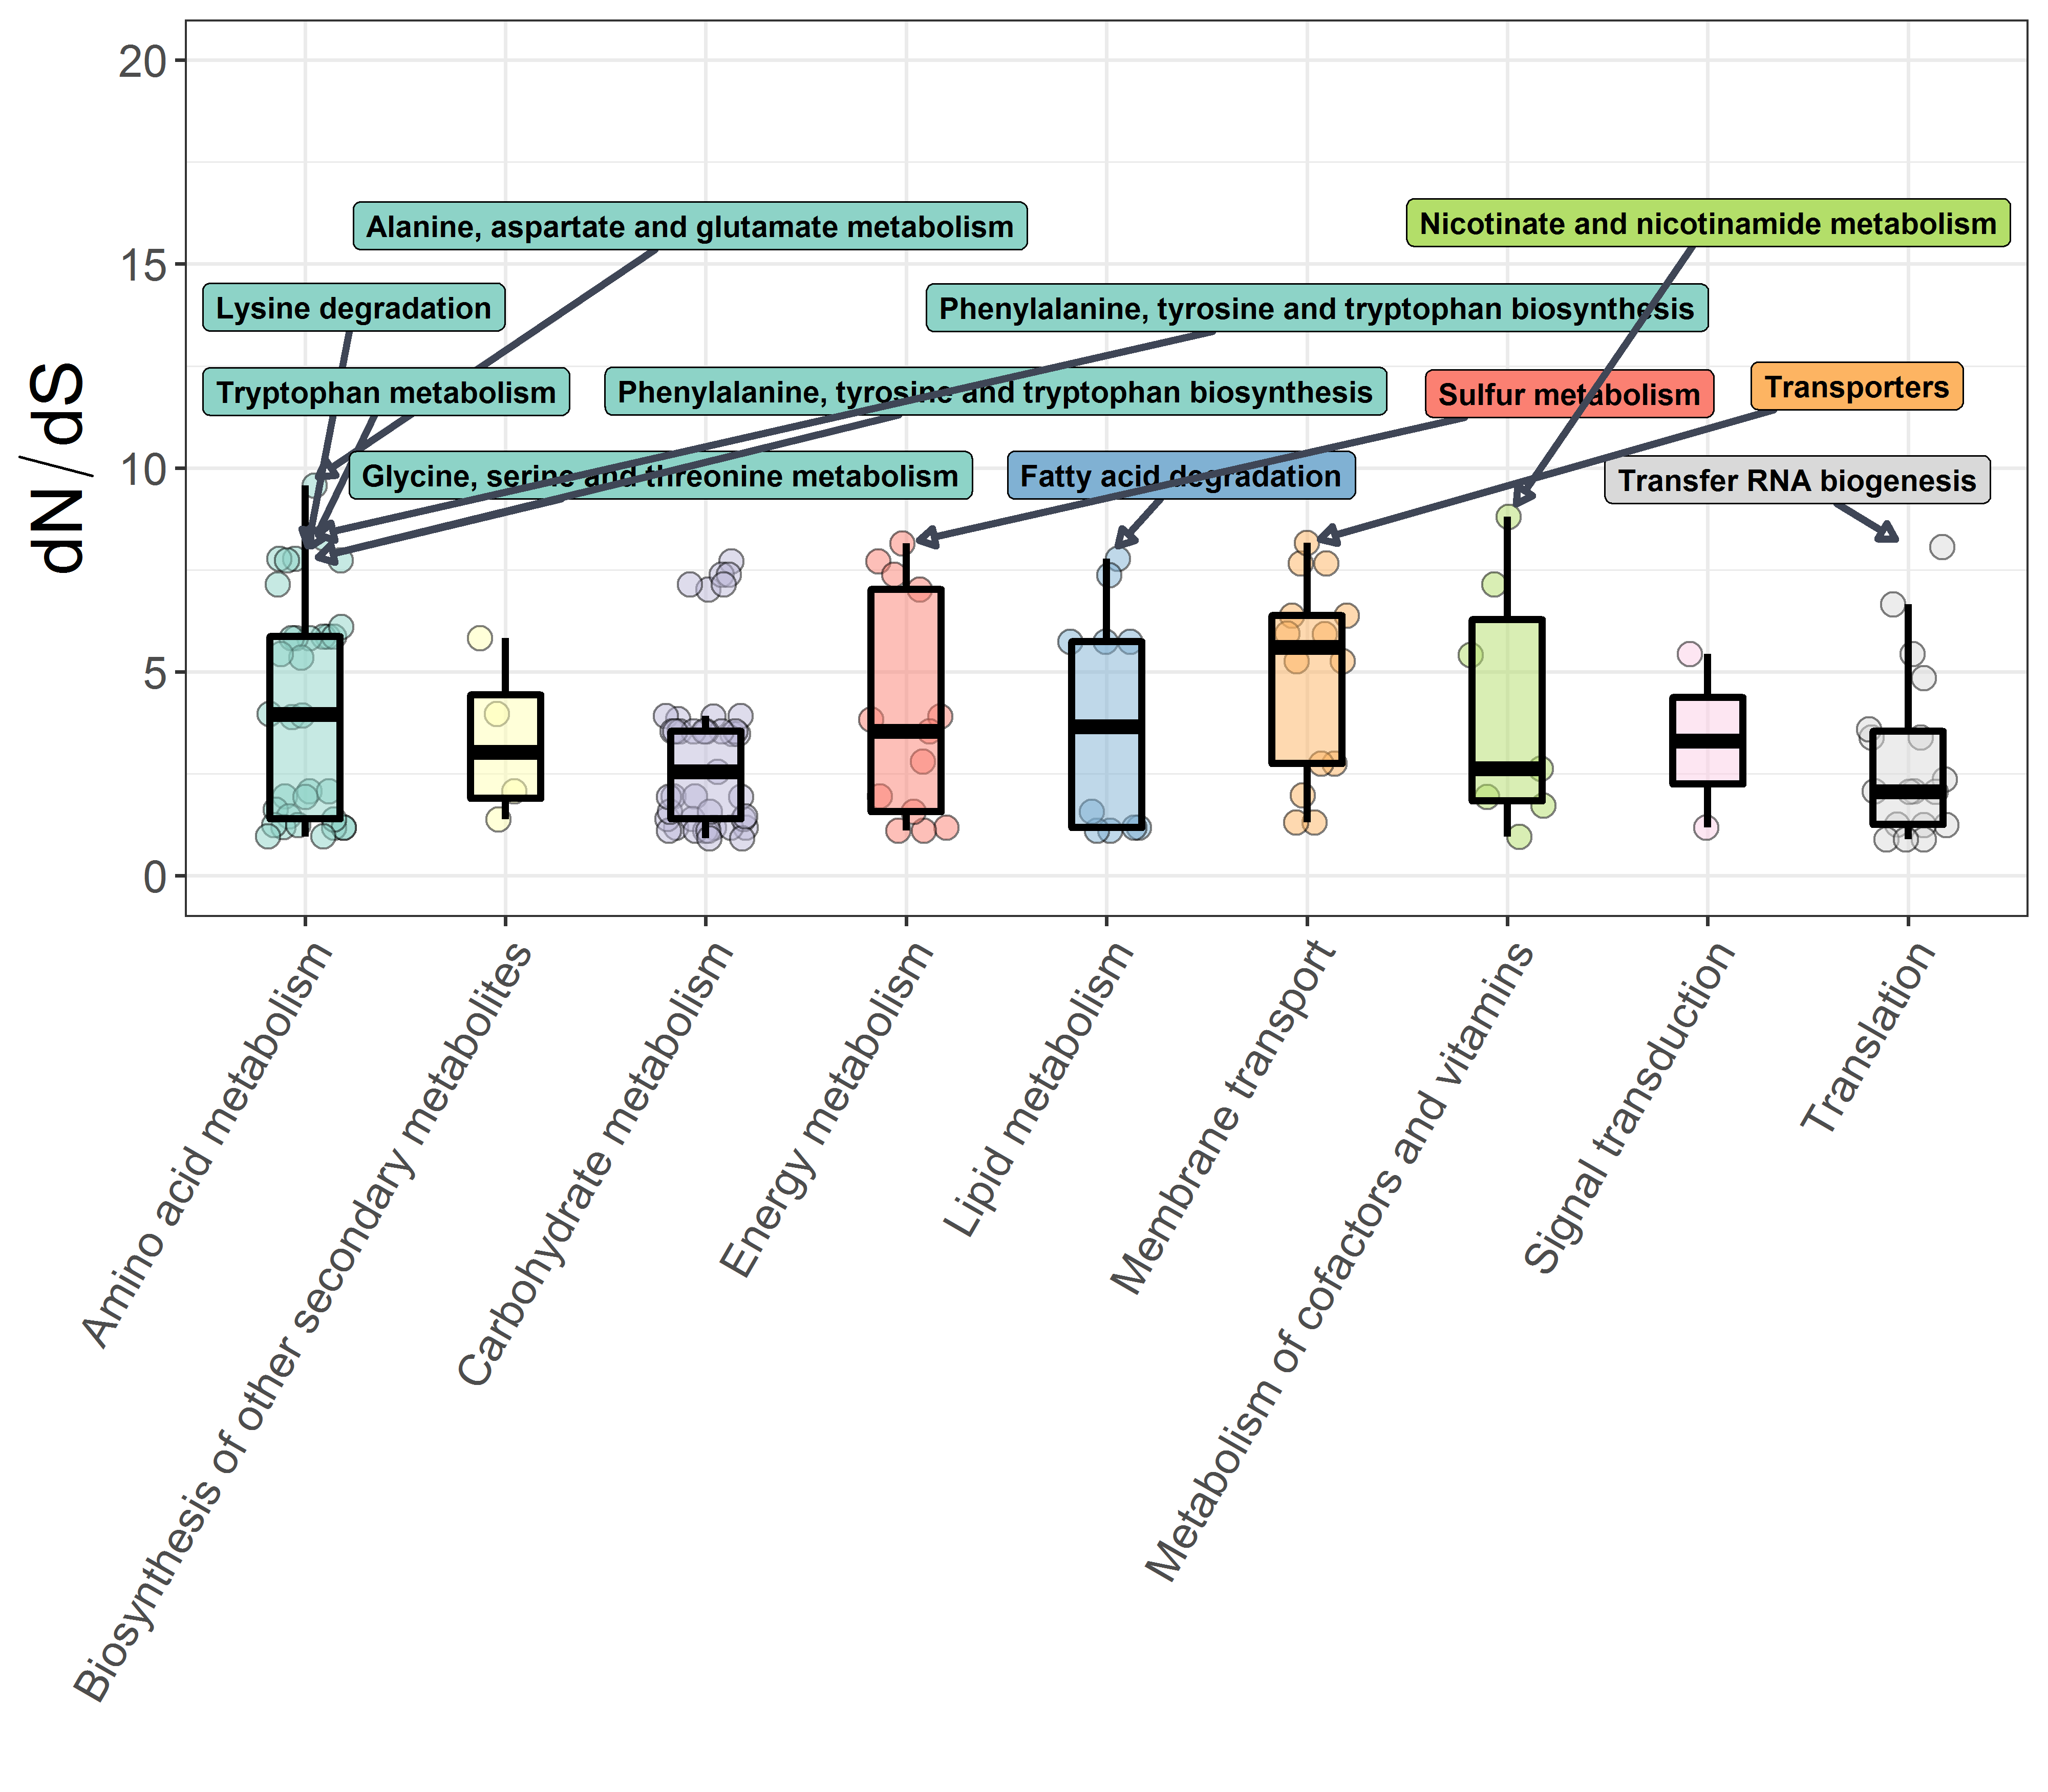 dN / dS
20
15
10
5
0
Alanine, aspartate and glutamate metabolism
Nicotinate and nicotinamide metabolism
Lysine degradation
Phenylalanine, tyrosine and tryptophan biosynthesis
Tryptophan metabolism
Phenylalanine, tyrosine and tryptophan biosynthesis
Sulfur metabolism
Transporters
Glycine, serine and threonine metabolism
Fatty acid degradation
Transfer RNA biogenesis
Amino acid metabolism
Biosynthesis of other secondary metabolites
Carbohydrate metabolism
Energy metabolism
Lipid metabolism
Membrane transport
Metabolism of cofactors and vitamins
Signal transduction
Translation